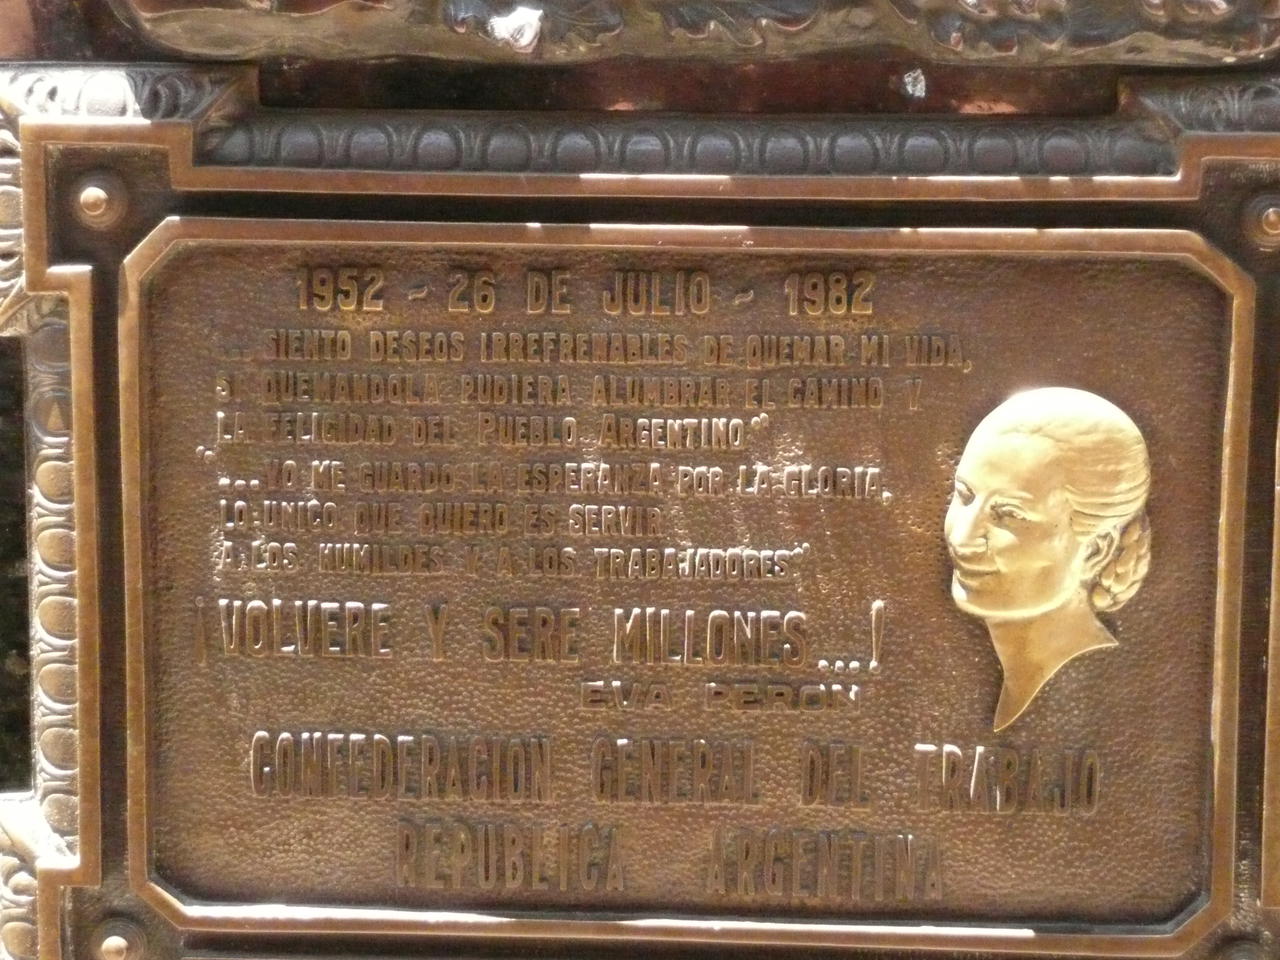 1952 - 26 DE JULIO - 1982
"...SIENTO DESEOS IRREFRENABLES DE QUEMAR MI VIDA,
SI QUEMANDOLA PUDIERA ALUMBRAR EL CAMINO Y
LA FELICIDAD DEL PUEBLO ARGENTINO"
"....YO ME GUARDO LA ESPERANZA POR LA GLORIA,
LO UNICO QUE QUIERO ES SERVIR
A LOS HUMILDES Y A LOS TRABAJADORES"
¡VOLVERE Y SERE MILLONES...!
EVA PERON
CONFEDERACION GENERAL DEL TRABAJO
REPUBLICA ARGENTINA